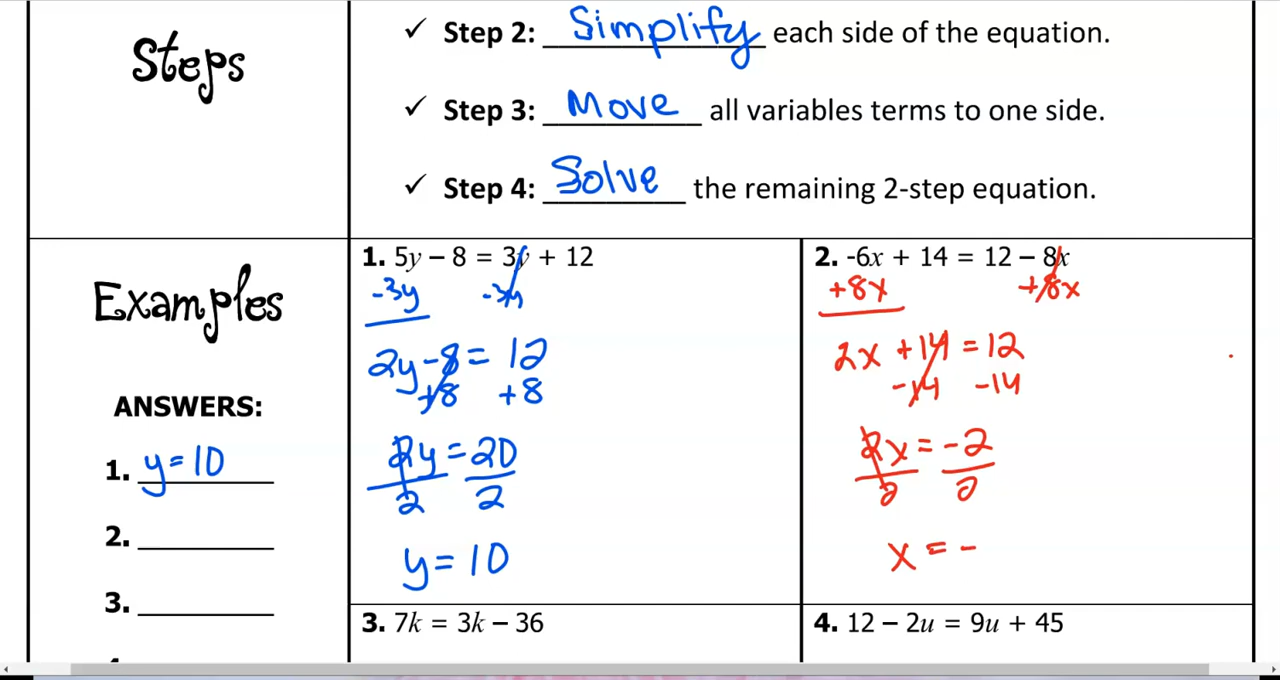 Steps
✓ Step 2: Simplify each side of the equation.
✓ Step 3: Move all variables terms to one side.
✓ Step 4: Solve the remaining 2-step equation.
Examples
ANSWERS:
1. y=10
2.
3.
1. 5y – 8 = 3y + 12
-3y -3y
2y-8= 12
+8 +8
2y = 20
2 2
y = 10
2. -6x + 14 = 12 – 8x
+8x +8x
2x +14 = 12
-14 -14
2x = -2
2 2
x = -
3. 7k = 3k – 36
4. 12 – 2u = 9u + 45